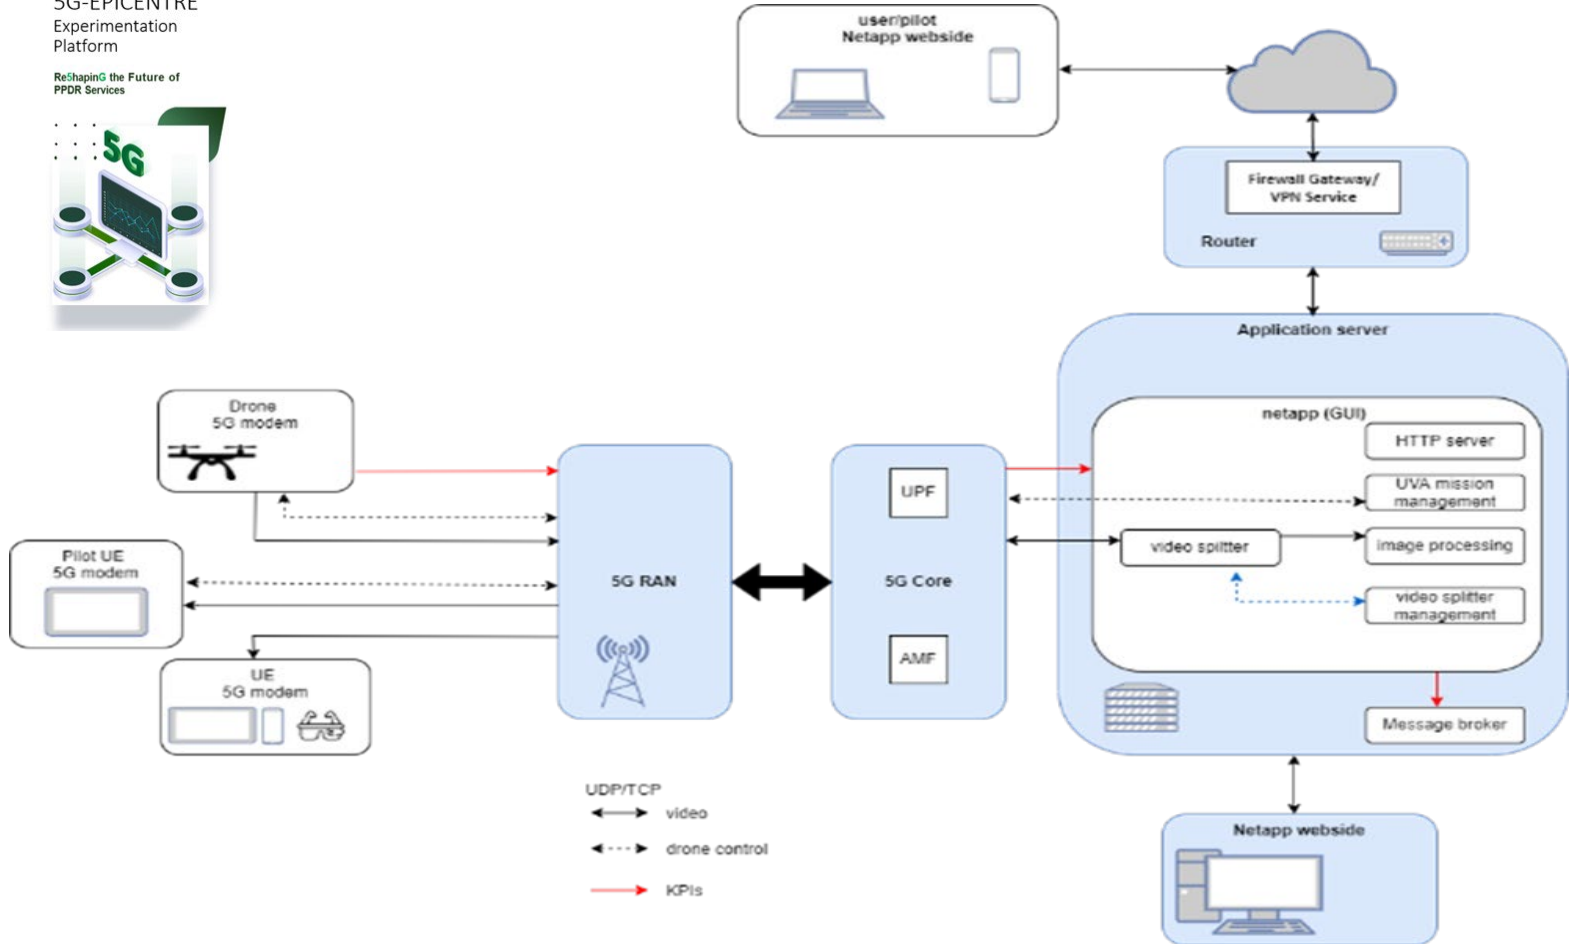 5G-EPICENTRE
Experimentation
Platform
Re5hapinG the Future of
PPDR Services
5G
user/pilot
Netapp webside
Firewall Gateway/
VPN Service
Router
Application server
netapp (GUI)
HTTP server
UVA mission
management
video splitter
image processing
video splitter
management
Message broker
Drone
5G modem
Pilot UE
5G modem
UE
5G modem
5G RAN
UPF
5G Core
AMF
UDP/TCP
video
drone control
KPIs
Netapp webside